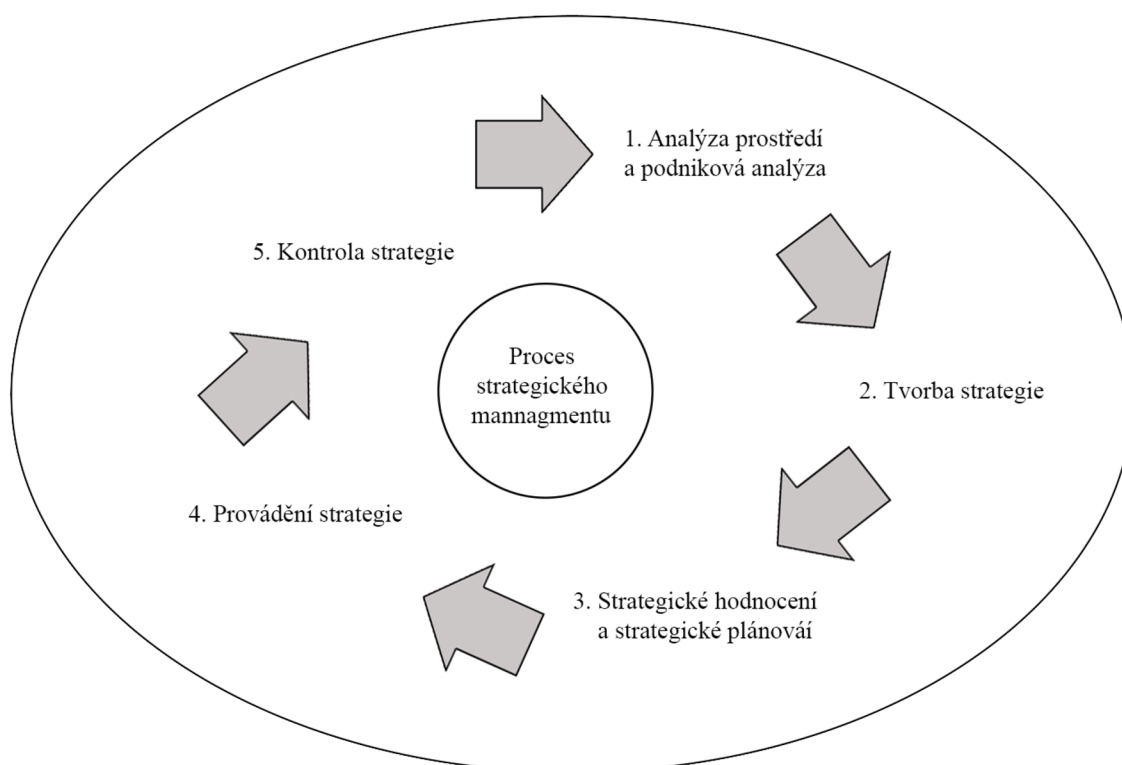 1. Analýza prostředí
a podniková analýza
5. Kontrola strategie
Proces
strategického
mannagmentu
2. Tvorba strategie
4. Provádění strategie
3. Strategické hodnocení
a strategické plánováí